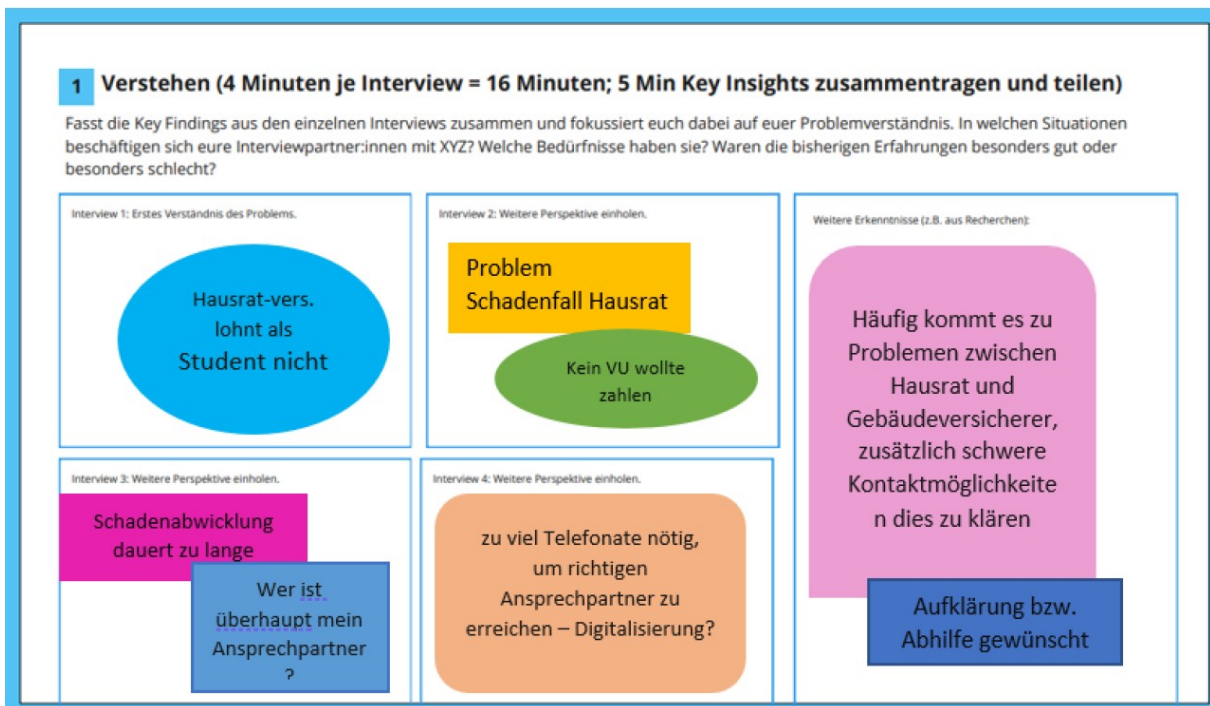 1 Verstehen (4 Minuten je Interview = 16 Minuten; 5 Min Key Insights zusammentragen und teilen)
Fasst die Key Findings aus den einzelnen Interviews zusammen und fokussiert euch dabei auf euer Problemverständnis. In welchen Situationen
beschäftigen sich eure Interviewpartner:innen mit XYZ? Welche Bedürfnisse haben sie? Waren die bisherigen Erfahrungen besonders gut oder
besonders schlecht?
Interview 1: Erstes Verständnis des Problems.
Hausrat-vers.
lohnt als
Student nicht
Interview 2: Weitere Perspektive einholen.
Problem
Schadenfall Hausrat
Kein VU wollte
zahlen
Weitere Erkenntnisse (z.B. aus Recherchen):
Häufig kommt es zu
Problemen zwischen
Hausrat und
Gebäudeversicherer,
zusätzlich schwere
Kontaktmöglichkeite
n dies zu klären
Aufklärung bzw.
Abhilfe gewünscht
Interview 3: Weitere Perspektive einholen.
Schadenabwicklung
dauert zu lange
Wer ist
überhaupt mein
Ansprechpartner
?
Interview 4: Weitere Perspektive einholen.
zu viel Telefonate nötig,
um richtigen
Ansprechpartner zu
erreichen – Digitalisierung?